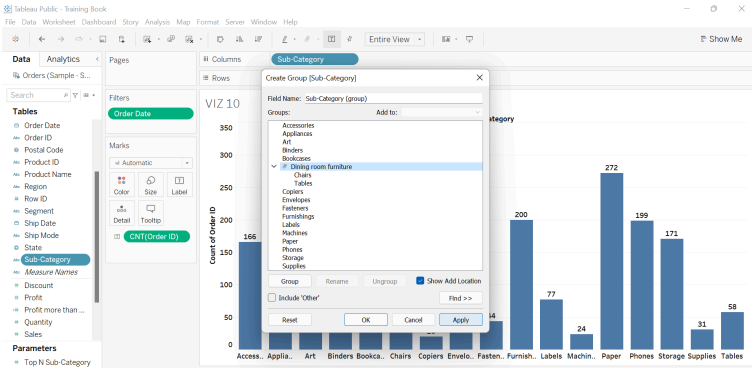 Tableau Public - Training Book
File Data Worksheet Dashboard Story Analysis Map Format Server Window Help
Entire View
Show Me
Data Analytics
Orders (Sample - S...
Search
Tables
Order Date
Order ID
Postal Code
Product ID
Product Name
Region
Row ID
Segment
Ship Date
Ship Mode
State
Sub-Category
Measure Names
Discount
Profit
Profit more than ...
Quantity
Sales
Parameters
Top N Sub-Category
Pages
Filters
Order Date
Marks
Automatic
Color Size Label
Detail Tooltip
CNT(Order ID)
Columns Sub-Category
Rows
VIZ 10
ategory
Count of Order ID
350
300
250
200
150
100
50
0
166
44
200
77
24
272
199
171
31
58
Access.. Applia.. Art Binders Bookca.. Chairs Copiers Envelo.. Fasten.. Furnish.. Labels Machin.. Paper Phones Storage Supplies Tables
Create Group [Sub-Category]
Field Name: Sub-Category (group)
Groups: Add to:
Accessories
Appliances
Art
Binders
Bookcases
Dining room furniture
Chairs
Tables
Copiers
Envelopes
Fasteners
Furnishings
Labels
Machines
Paper
Phones
Storage
Supplies
Group Rename Ungroup Show Add Location
Include 'Other' Find >>
Reset OK Cancel Apply